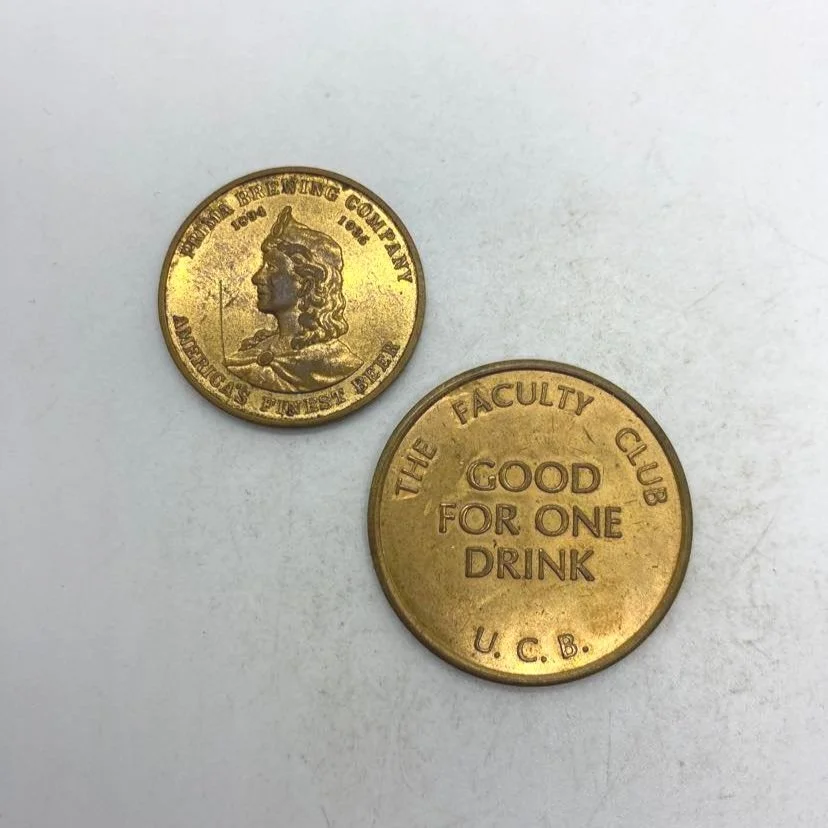 BREWING COMPANY
AMERICA'S FINEST BEER
THE FACULTY CLUB
GOOD
FOR ONE
DRINK
U. C. B.